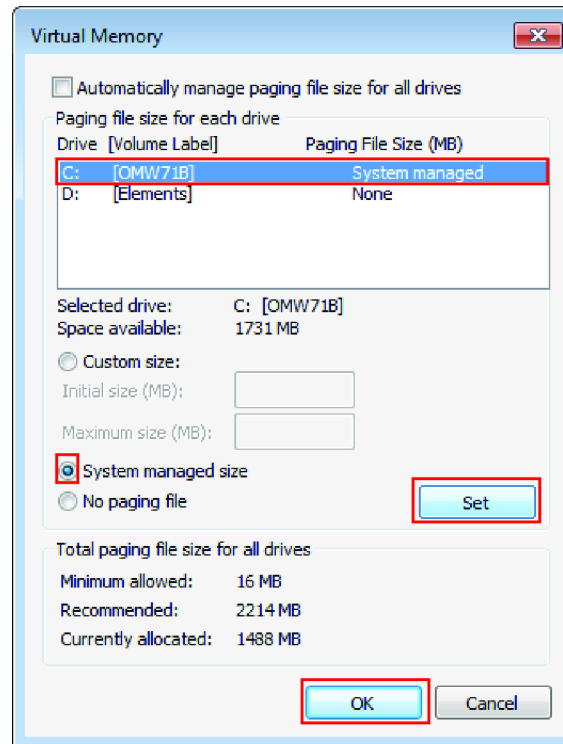 Virtual Memory
Automatically manage paging file size for all drives
Paging file size for each drive
Drive [Volume Label] Paging File Size (MB)
C: [OMW71B] System managed
D: [Elements] None
Selected drive: C: [OMW71B]
Space available: 1731 MB
Custom size:
Initial size (MB):
Maximum size (MB):
System managed size
No paging file
Set
Total paging file size for all drives
Minimum allowed: 16 MB
Recommended: 2214 MB
Currently allocated: 1488 MB
OK Cancel